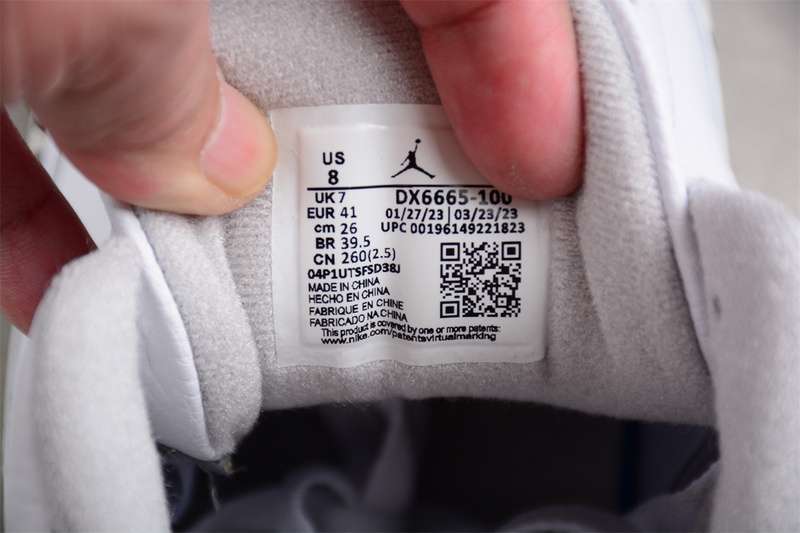 US
8
UK 7
DX6665-100
EUR 41
01/27/23 | 03/23/23
cm 26
UPC 00196149221823
BR 39.5
CN 260(2.5)
04P1UTSFSD38J
MADE IN CHINA
HECHO EN CHINA
FABRIQUE EN CHINE
FABRICADO NA CHINA
This product is covered by one or more patents:
www.nike.com/patentsvirtualmarking